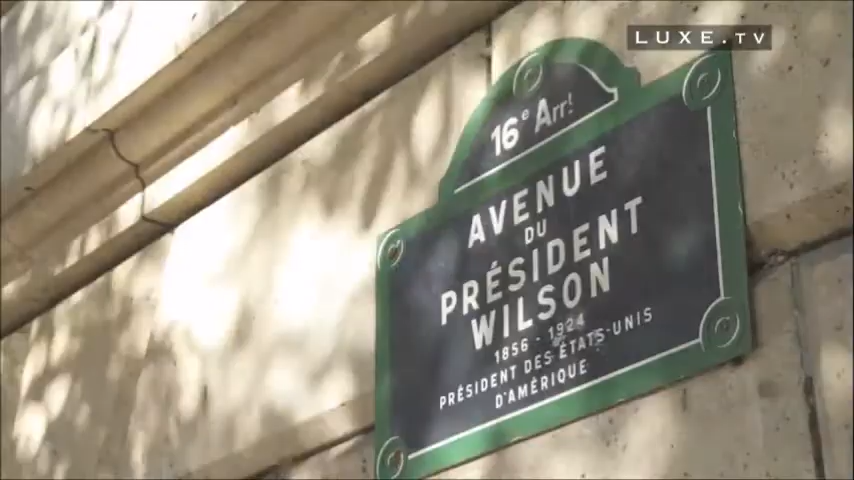 LUXE.TV
16e Arrt
AVENUE
DU
PRÉSIDENT
WILSON
1856 - 1924
PRÉSIDENT DES ÉTATS-UNIS
D'AMÉRIQUE